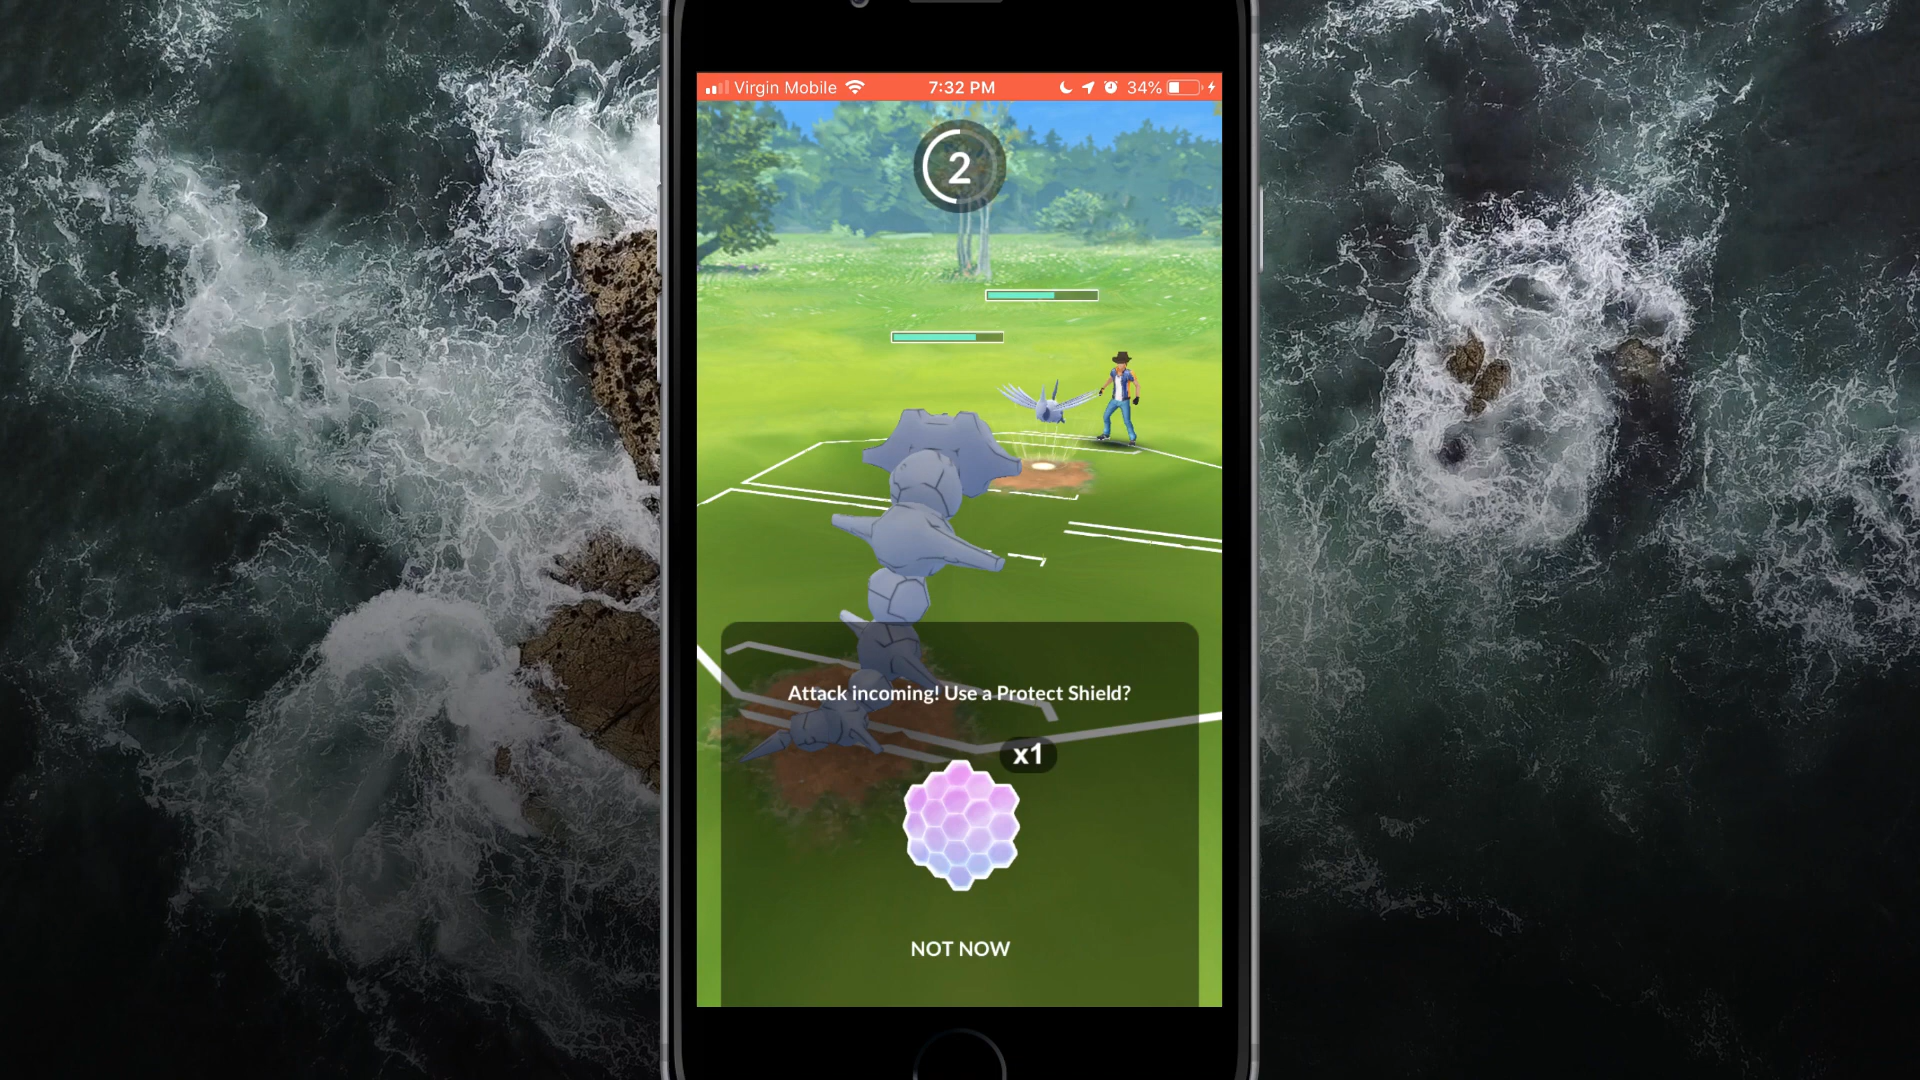 Virgin Mobile 7:32 PM 34%
2
Attack incoming! Use a Protect Shield?
x1
NOT NOW